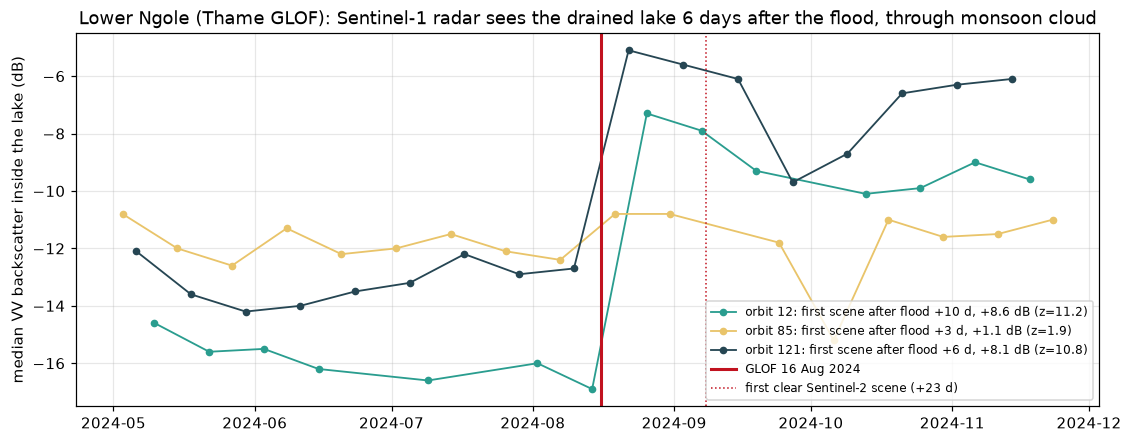 Lower Ngole (Thame GLOF): Sentinel-1 radar sees the drained lake 6 days after the flood, through monsoon cloud
median VV backscatter inside the lake (dB)
−6
−8
−10
−12
−14
−16
orbit 12: first scene after flood +10 d, +8.6 dB (z=11.2)
orbit 85: first scene after flood +3 d, +1.1 dB (z=1.9)
orbit 121: first scene after flood +6 d, +8.1 dB (z=10.8)
GLOF 16 Aug 2024
first clear Sentinel-2 scene (+23 d)
2024-05 2024-06 2024-07 2024-08 2024-09 2024-10 2024-11 2024-12